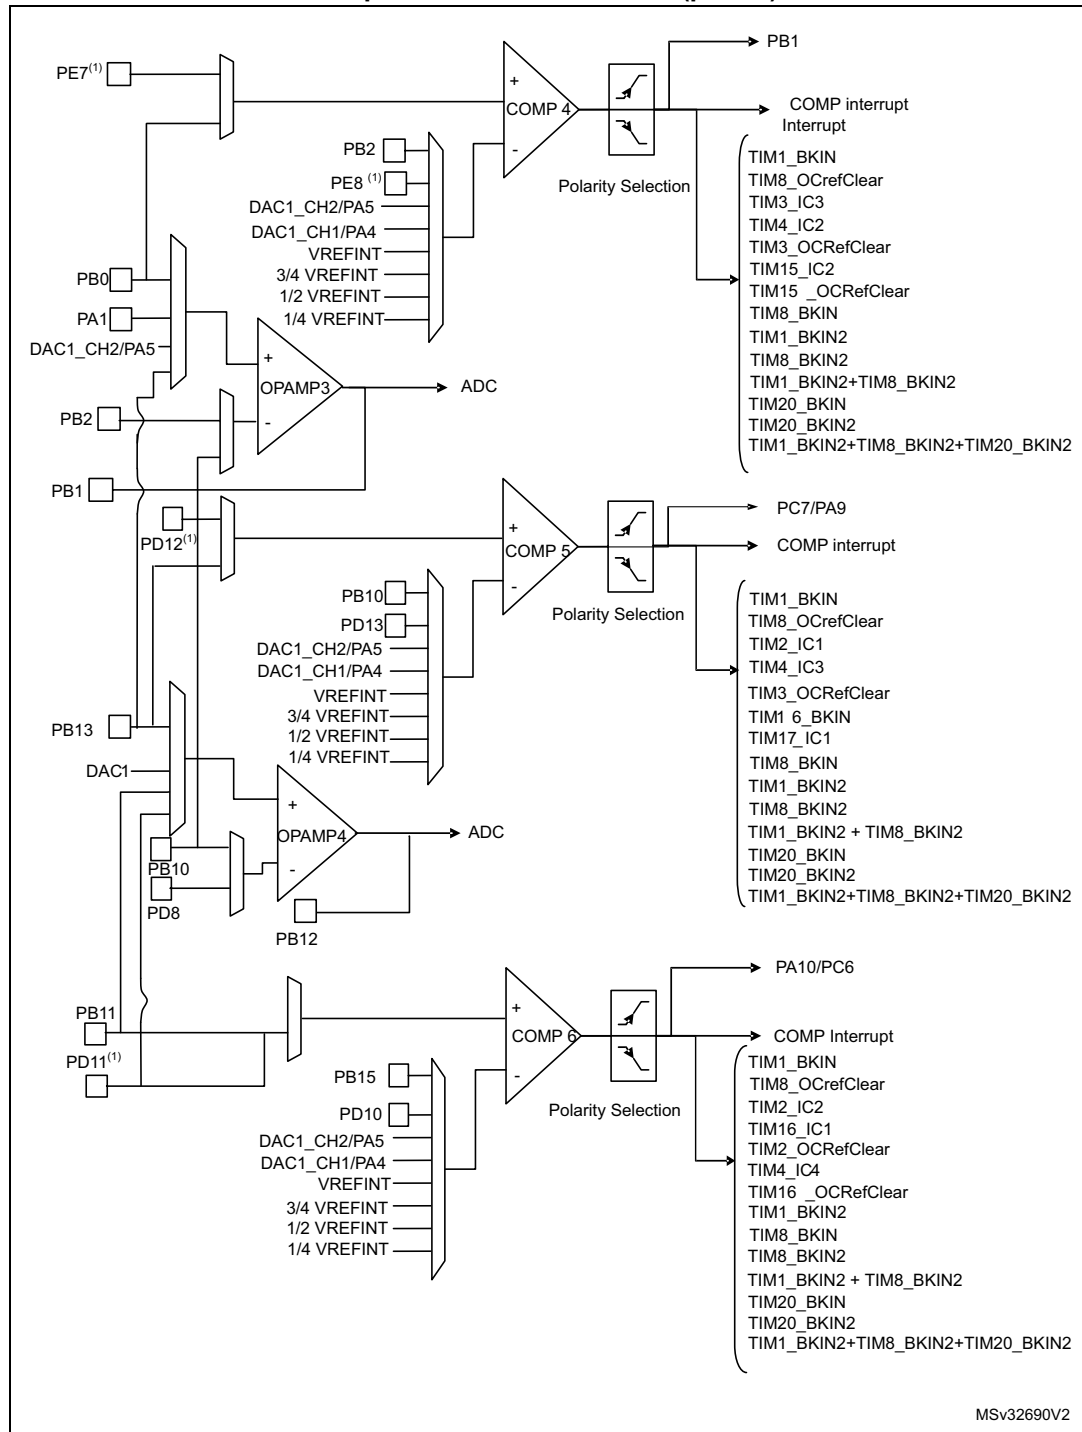 PB1
PE7(1)
+
COMP 4
-
COMP interrupt
Interrupt
PB2
PE8 (1)
DAC1_CH2/PA5
DAC1_CH1/PA4
VREFINT
3/4 VREFINT
1/2 VREFINT
1/4 VREFINT
Polarity Selection
TIM1_BKIN
TIM8_OCrefClear
TIM3_IC3
TIM4_IC2
TIM3_OCRefClear
TIM15_IC2
TIM15 _OCRefClear
TIM8_BKIN
TIM1_BKIN2
TIM8_BKIN2
TIM1_BKIN2+TIM8_BKIN2
TIM20_BKIN
TIM20_BKIN2
TIM1_BKIN2+TIM8_BKIN2+TIM20_BKIN2
PB0
PA1
DAC1_CH2/PA5
+
OPAMP3
-
ADC
PB2
PB1
PD12(1)
+
COMP 5
-
PC7/PA9
COMP interrupt
PB10
PD13
DAC1_CH2/PA5
DAC1_CH1/PA4
VREFINT
3/4 VREFINT
1/2 VREFINT
1/4 VREFINT
Polarity Selection
TIM1_BKIN
TIM8_OCrefClear
TIM2_IC1
TIM4_IC3
TIM3_OCRefClear
TIM1 6_BKIN
TIM17_IC1
TIM8_BKIN
TIM1_BKIN2
TIM8_BKIN2
TIM1_BKIN2 + TIM8_BKIN2
TIM20_BKIN
TIM20_BKIN2
TIM1_BKIN2+TIM8_BKIN2+TIM20_BKIN2
PB13
DAC1
+
OPAMP4
-
ADC
PB10
PD8
PB12
PB11
PD11(1)
+
COMP 6
-
PA10/PC6
COMP Interrupt
PB15
PD10
DAC1_CH2/PA5
DAC1_CH1/PA4
VREFINT
3/4 VREFINT
1/2 VREFINT
1/4 VREFINT
Polarity Selection
TIM1_BKIN
TIM8_OCrefClear
TIM2_IC2
TIM16_IC1
TIM2_OCRefClear
TIM4_IC4
TIM16 _OCRefClear
TIM1_BKIN2
TIM8_BKIN
TIM8_BKIN2
TIM1_BKIN2 + TIM8_BKIN2
TIM20_BKIN
TIM20_BKIN2
TIM1_BKIN2+TIM8_BKIN2+TIM20_BKIN2
MSv32690V2